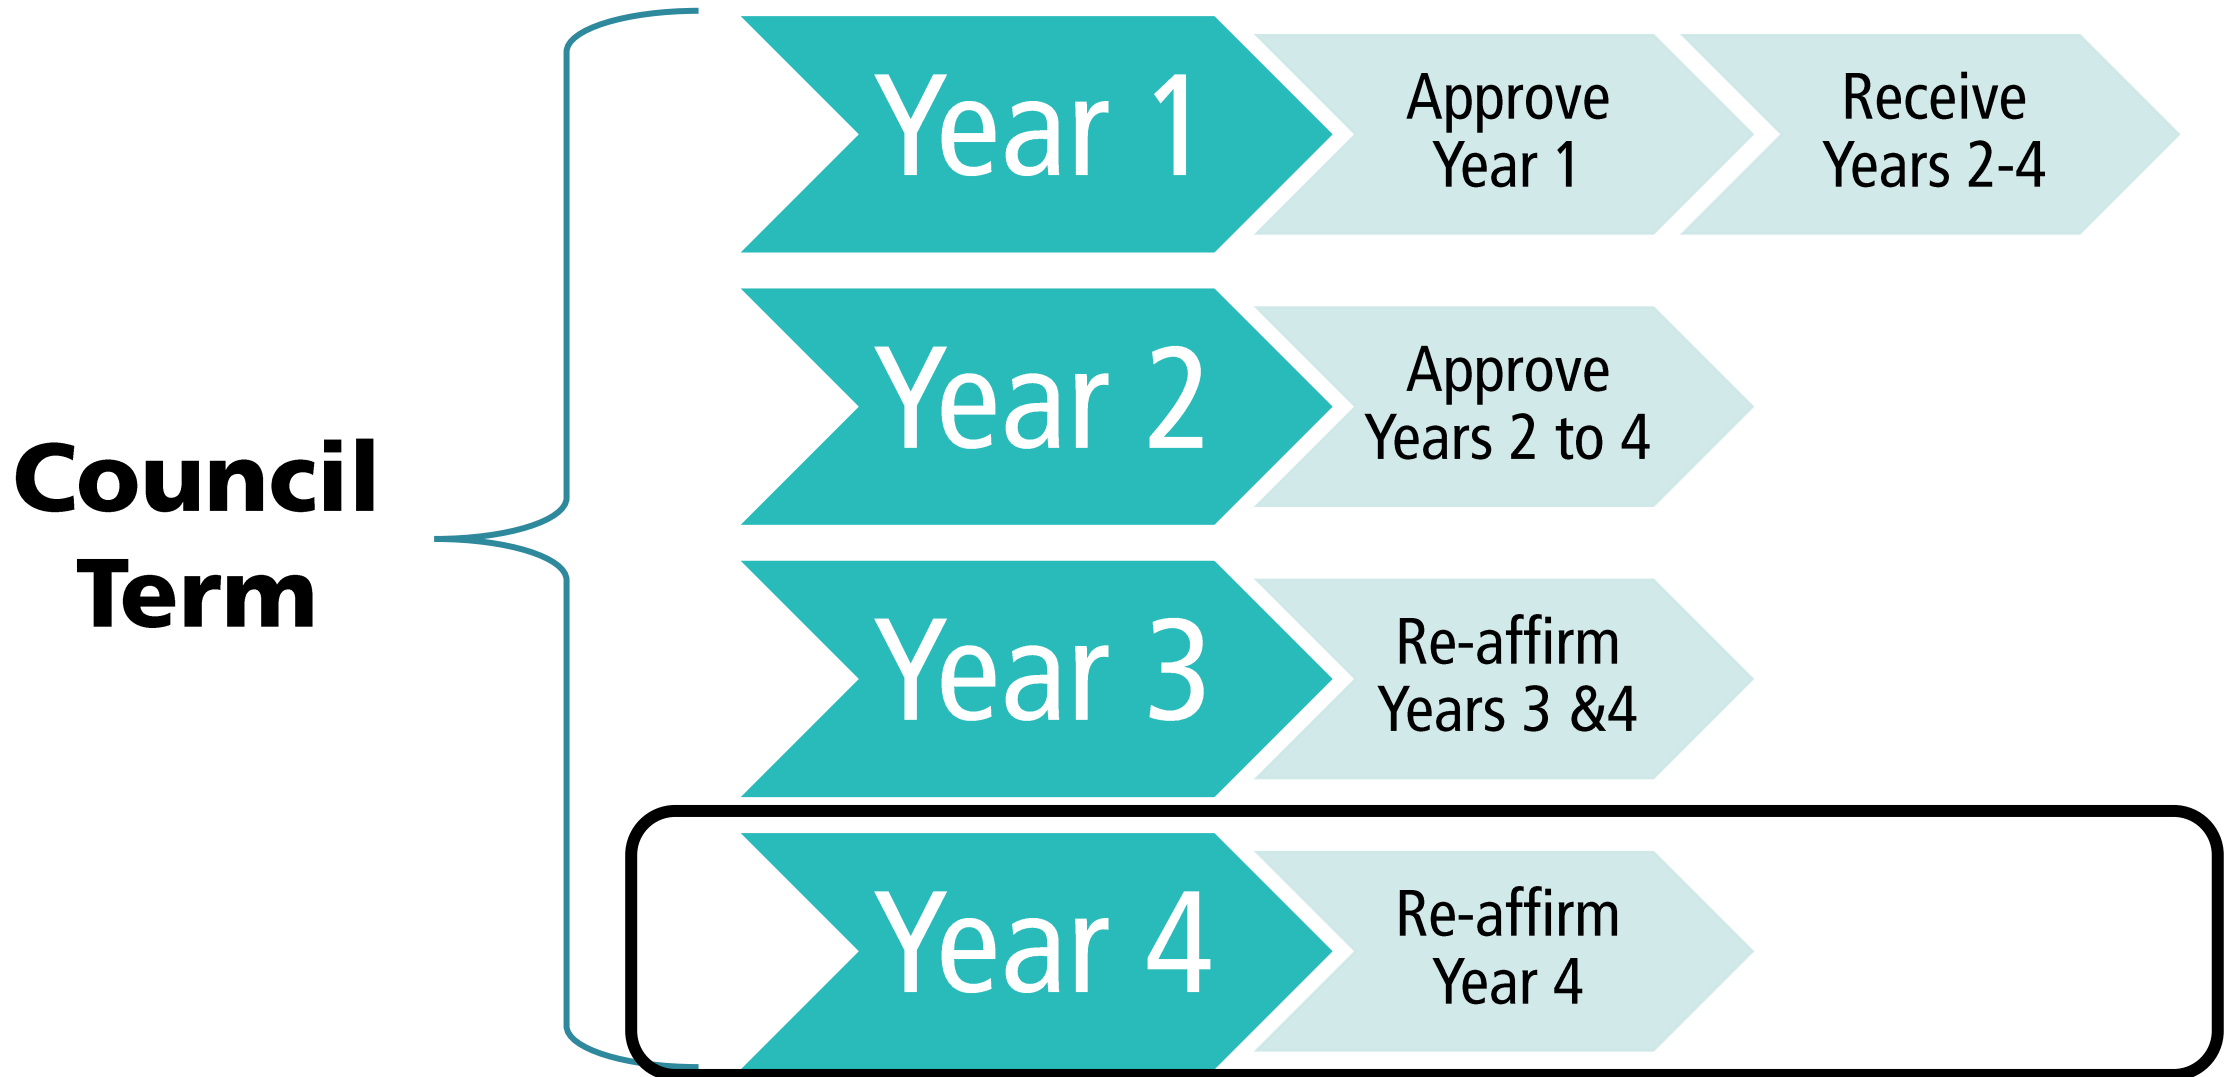 Council
Term
Year 1
Approve
Year 1
Receive
Years 2-4
Year 2
Approve
Years 2 to 4
Year 3
Re-affirm
Years 3 &4
Year 4
Re-affirm
Year 4